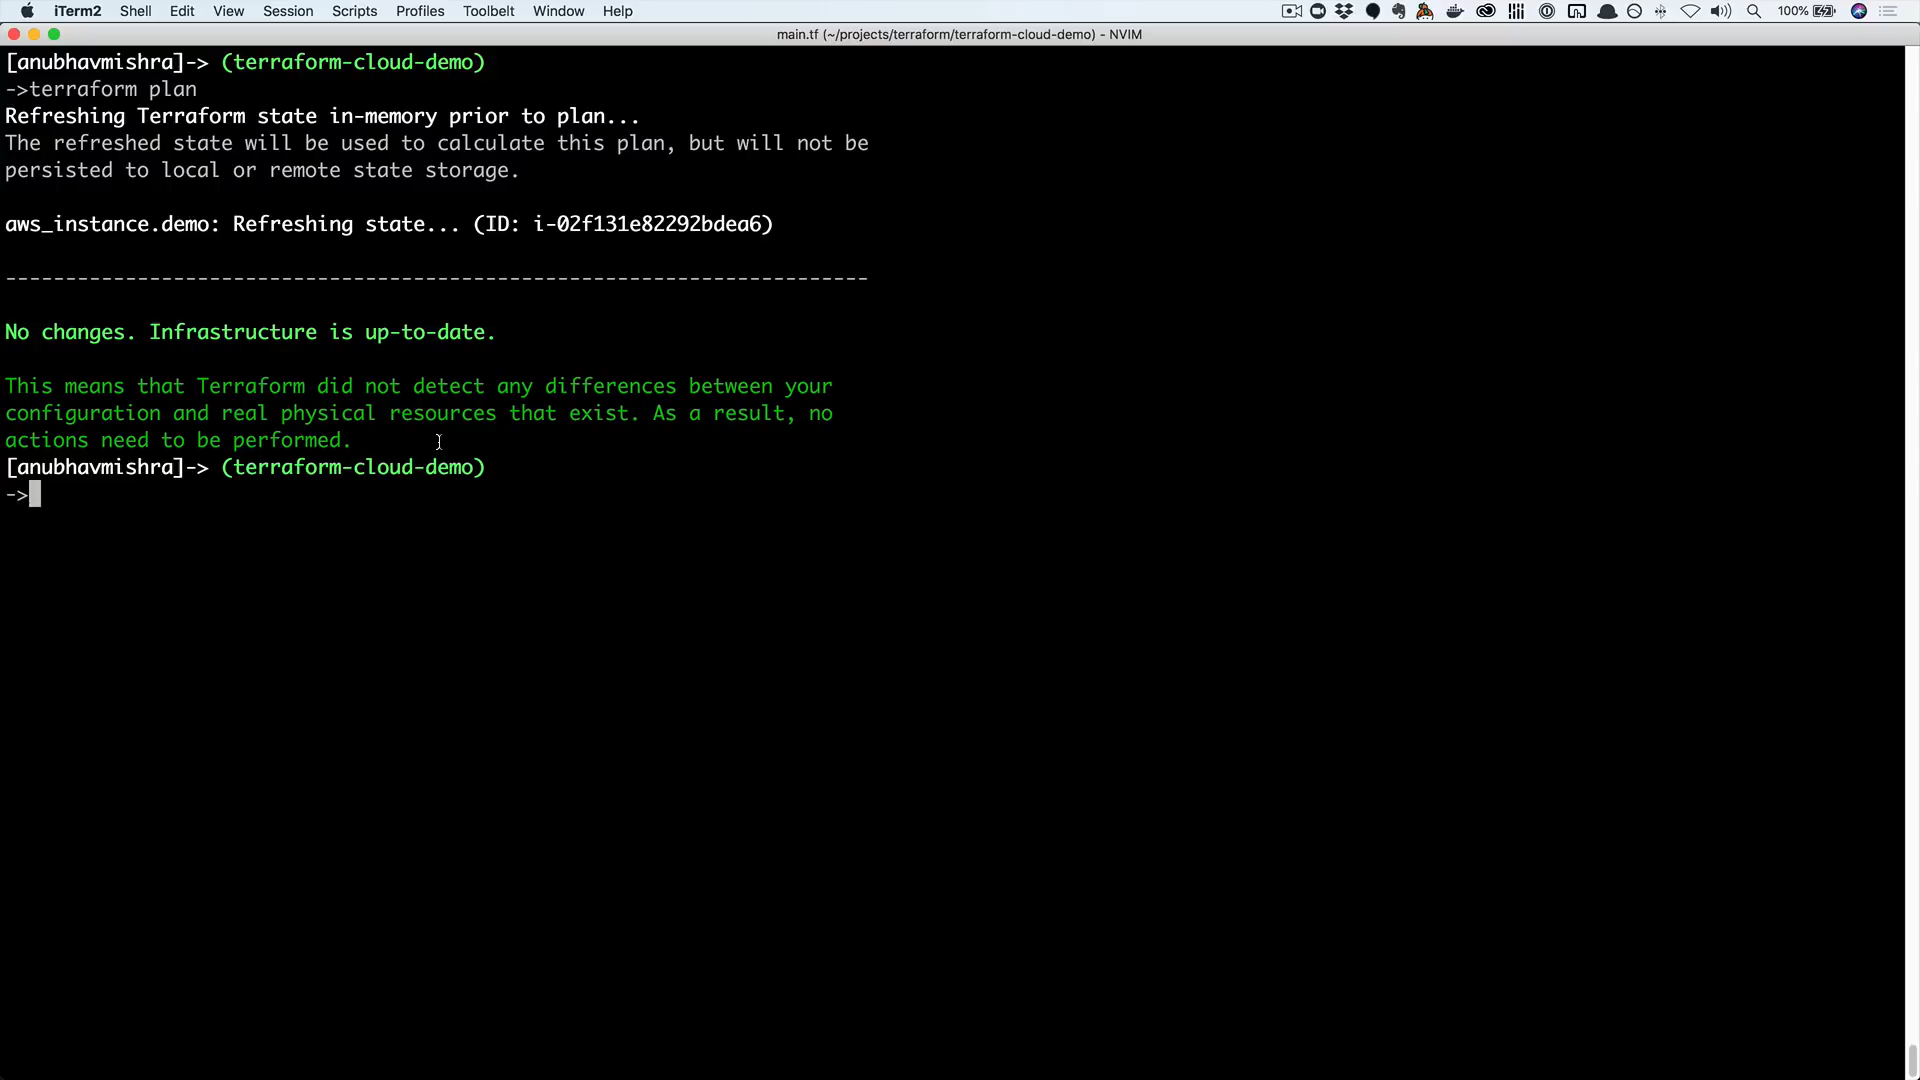 iTerm2 Shell Edit View Session Scripts Profiles Toolbelt Window Help 100%
main.tf (~/projects/terraform/terraform-cloud-demo) - NVIM
[anubhavmishra]-> (terraform-cloud-demo)
->terraform plan
Refreshing Terraform state in-memory prior to plan...
The refreshed state will be used to calculate this plan, but will not be
persisted to local or remote state storage.
aws_instance.demo: Refreshing state... (ID: i-02f131e82292bdea6)
------------------------------------------------------------------------
No changes. Infrastructure is up-to-date.
This means that Terraform did not detect any differences between your
configuration and real physical resources that exist. As a result, no
actions need to be performed.
[anubhavmishra]-> (terraform-cloud-demo)
->